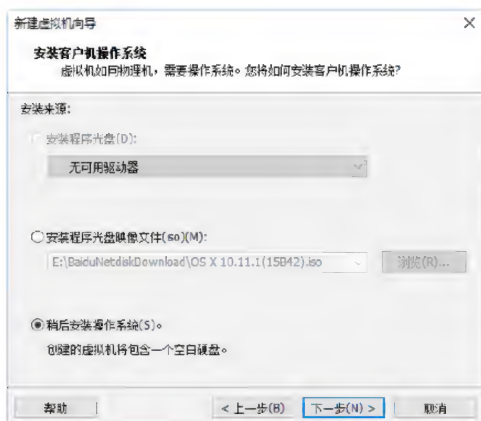 新建虚拟机向导
安装客户机操作系统
虚拟机如同物理机，需要操作系统。您将如何安装客户机操作系统?
安装来源:
安装程序光盘(D):
无可用驱动器
安装程序光盘映像文件(iso)(M):
E:\BaiduNetdiskDownload\OS X 10.11.1(15B42).iso
浏览(R)...
稍后安装操作系统(S)。
创建的虚拟机将包含一个空白硬盘。
帮助 < 上一步(B) 下一步(N) > 取消